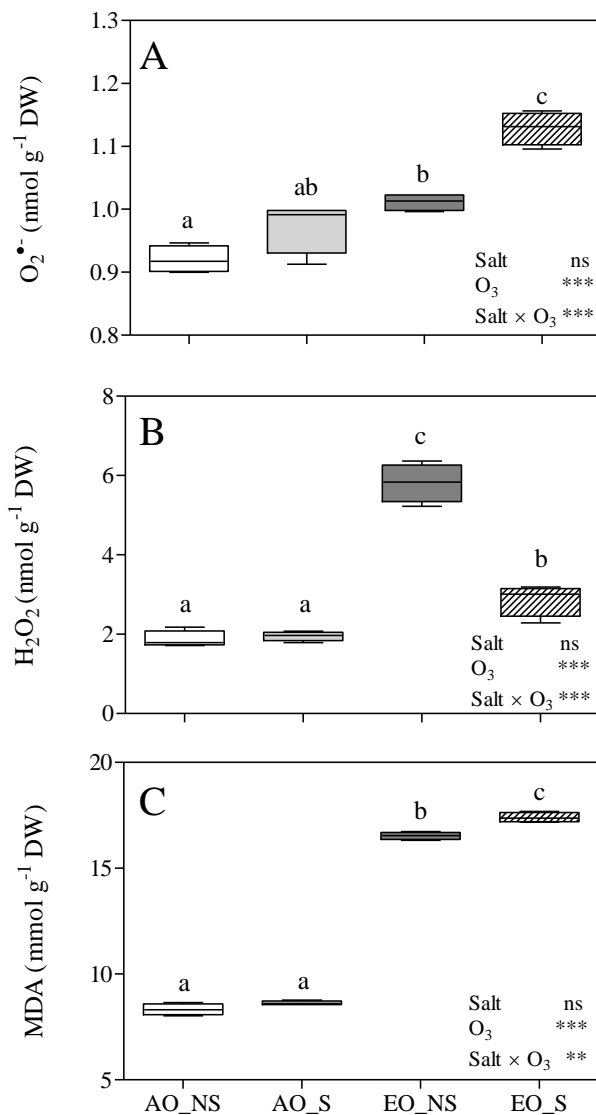 1.3
A
c
1.2
1.1
ab
b
a
1.0
0.9
0.8
O₂•⁻ (nmol g⁻¹ DW)
Salt ns
O₃ ***
Salt × O₃ ***
8
B
c
6
4
b
a a
2
0
H₂O₂ (nmol g⁻¹ DW)
Salt ns
O₃ ***
Salt × O₃ ***
20
C
b c
15
10
a a
5
MDA (mmol g⁻¹ DW)
Salt ns
O₃ ***
Salt × O₃ **
AO_NS AO_S EO_NS EO_S